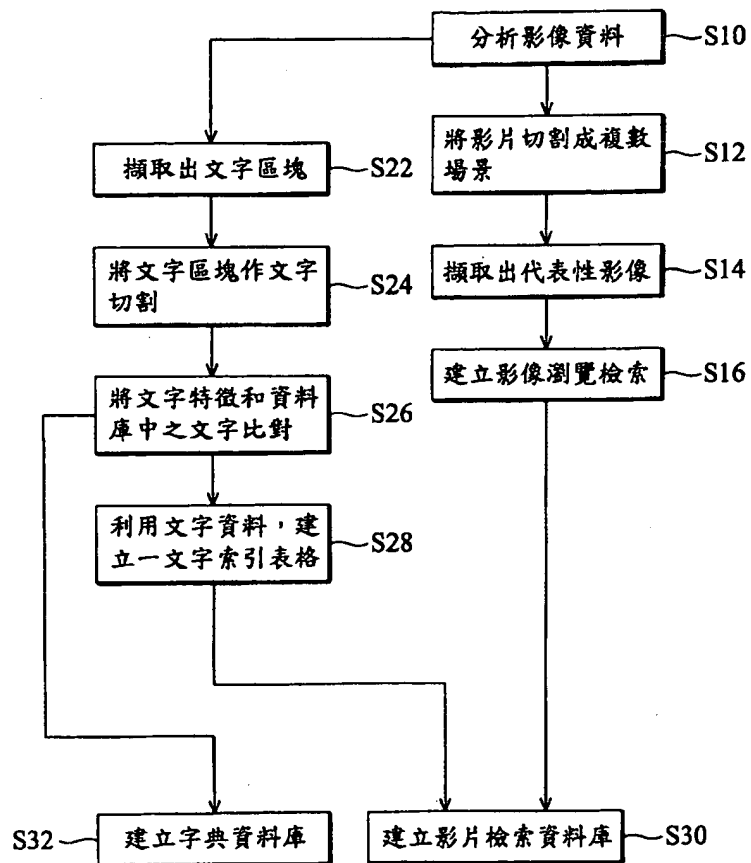 分析影像資料 S10
擷取出文字區塊 S22
將影片切割成複數
場景 S12
將文字區塊作文字
切割 S24
擷取出代表性影像 S14
將文字特徵和資料
庫中之文字比對 S26
建立影像瀏覽檢索 S16
利用文字資料，建
立一文字索引表格 S28
S32 建立字典資料庫
建立影片檢索資料庫 S30